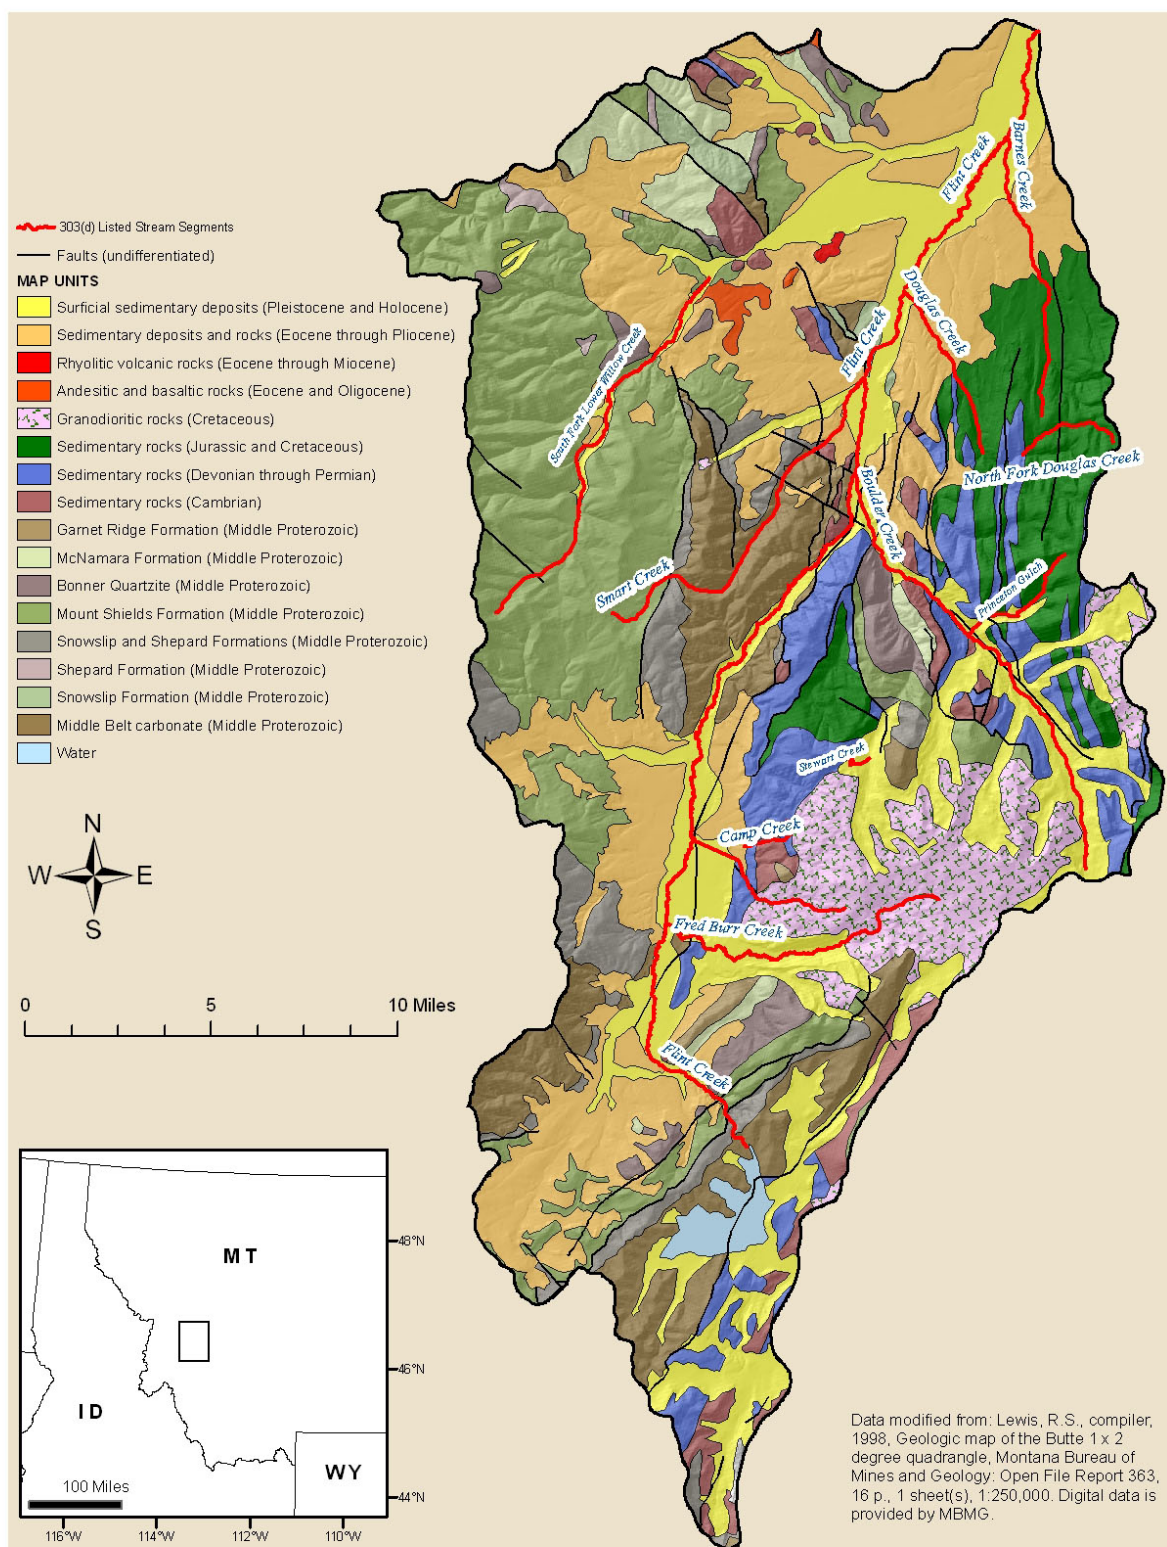 303(d) Listed Stream Segments
Faults (undifferentiated)
MAP UNITS
Surficial sedimentary deposits (Pleistocene and Holocene)
Sedimentary deposits and rocks (Eocene through Pliocene)
Rhyolitic volcanic rocks (Eocene through Miocene)
Andesitic and basaltic rocks (Eocene and Oligocene)
Granodioritic rocks (Cretaceous)
Sedimentary rocks (Jurassic and Cretaceous)
Sedimentary rocks (Devonian through Permian)
Sedimentary rocks (Cambrian)
Garnet Ridge Formation (Middle Proterozoic)
McNamara Formation (Middle Proterozoic)
Bonner Quartzite (Middle Proterozoic)
Mount Shields Formation (Middle Proterozoic)
Snowslip and Shepard Formations (Middle Proterozoic)
Shepard Formation (Middle Proterozoic)
Snowslip Formation (Middle Proterozoic)
Middle Belt carbonate (Middle Proterozoic)
Water
N
W
E
S
0
5
10 Miles
Flint Creek
Barnes Creek
Douglas Creek
Flint Creek
South Fork Lower Willow Creek
North Fork Douglas Creek
Boulder Creek
Smart Creek
Princeton Gulch
Stewart Creek
Camp Creek
Fred Burr Creek
Flint Creek
MT
ID
WY
48°N
46°N
44°N
100 Miles
116°W
114°W
112°W
110°W
Data modified from: Lewis, R.S., compiler,
1998, Geologic map of the Butte 1 x 2
degree quadrangle, Montana Bureau of
Mines and Geology: Open File Report 363,
16 p., 1 sheet(s), 1:250,000. Digital data is
provided by MBMG.